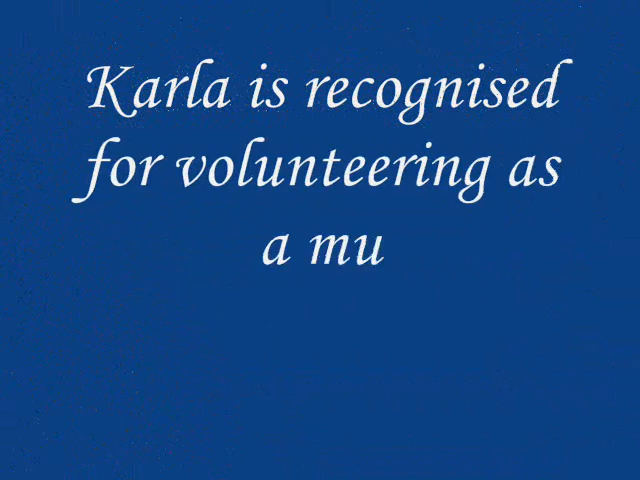 Karla is recognised
for volunteering as
a mu